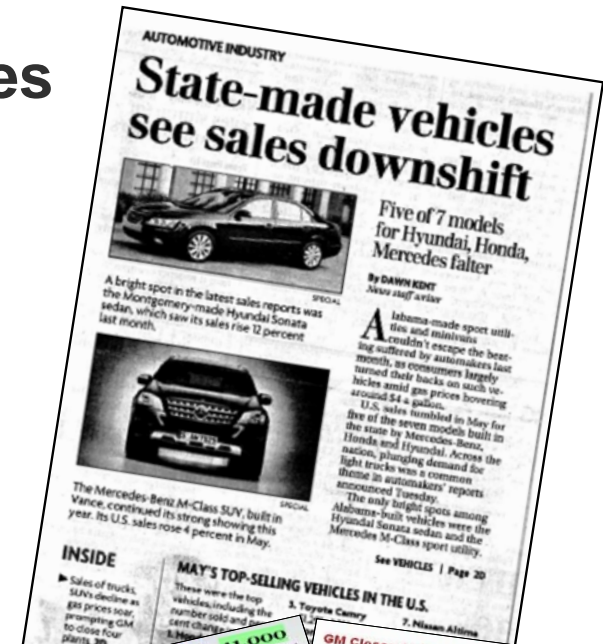 es
AUTOMOTIVE INDUSTRY
State-made vehicles
see sales downshift
SPECIAL
A bright spot in the latest sales reports was
the Montgomery-made Hyundai Sonata
sedan, which saw its sales rise 12 percent
last month.
SPECIAL
The Mercedes-Benz M-Class SUV, built in
Vance, continued its strong showing this
year. Its U.S. sales rose 4 percent in May.
Five of 7 models
for Hyundai, Honda,
Mercedes falter
By DAWN KENT
News staff writer
Alabama-made sport utili-
ties and minivans
couldn't escape the beat-
ing suffered by automakers last
month, as consumers largely
turned their backs on such ve-
hicles amid gas prices hovering
around $4 a gallon.
U.S. sales tumbled in May for
five of the seven models built in
the state by Mercedes-Benz,
Honda and Hyundai. Across the
nation, plunging demand for
light trucks was a common
theme in automakers' reports
announced Tuesday.
The only bright spots among
Alabama-built vehicles were the
Hyundai Sonata sedan and the
Mercedes M-Class sport utility.
See VEHICLES | Page 2D
INSIDE
Sales of trucks,
SUVs decline as
gas prices soar,
prompting GM
to close four
plants.
MAY'S TOP-SELLING VEHICLES IN THE U.S.
These were the top
vehicles, including the
number sold and
cent change
3. Toyota Camry
7. Nissan Altima
1,000
GM